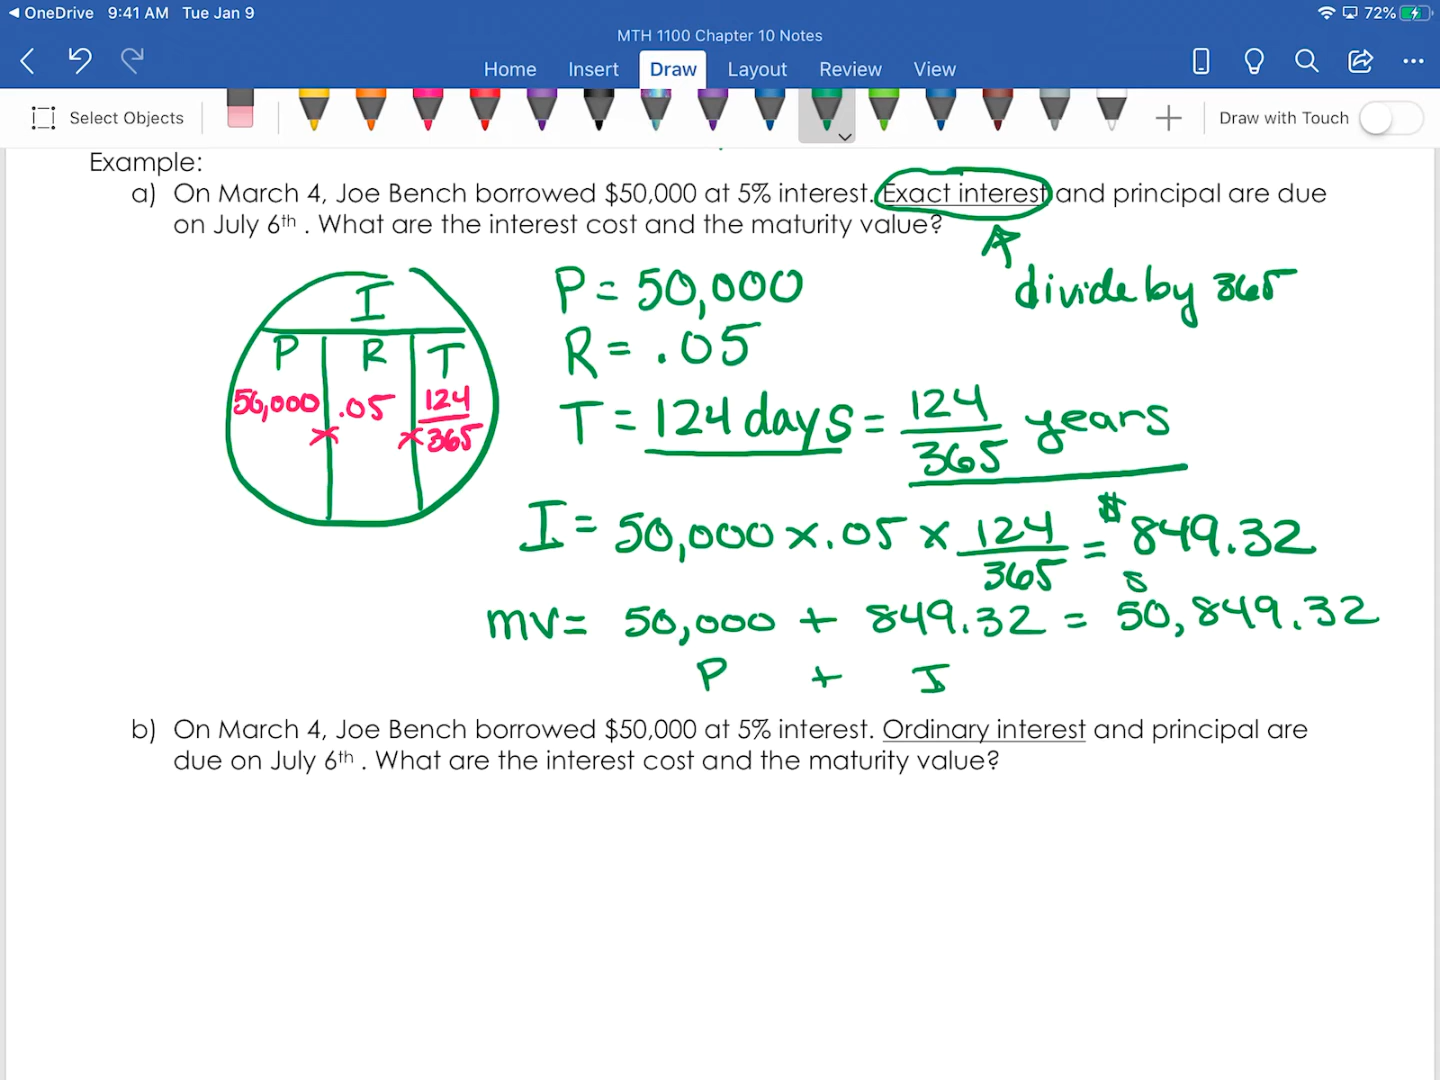 OneDrive 9:41 AM Tue Jan 9 72%
MTH 1100 Chapter 10 Notes
Home Insert Draw Layout Review View
Select Objects Draw with Touch
Example:
a) On March 4, Joe Bench borrowed $50,000 at 5% interest. Exact interest and principal are due
on July 6th . What are the interest cost and the maturity value?
divide by 365
I
P R T
50,000 × .05 × 124/365
P = 50,000
R = .05
T = 124 days = 124/365 years
I = 50,000 × .05 × 124/365 = $849.32
mv = 50,000 + 849.32 = $50,849.32
P + I
b) On March 4, Joe Bench borrowed $50,000 at 5% interest. Ordinary interest and principal are
due on July 6th . What are the interest cost and the maturity value?